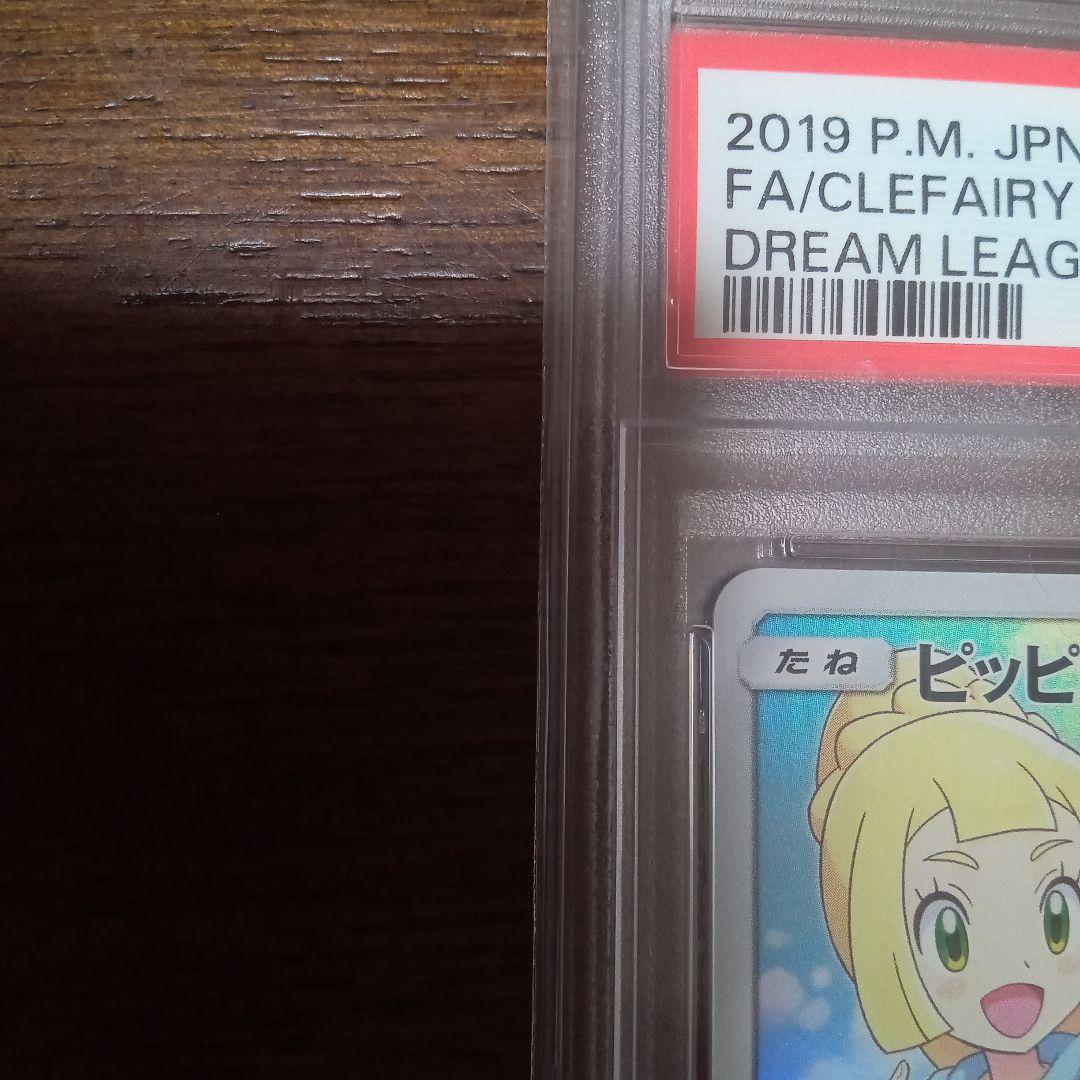 2019 P.M. JPN
FA/CLEFAIRY
DREAM LEAG
たね ピッピ